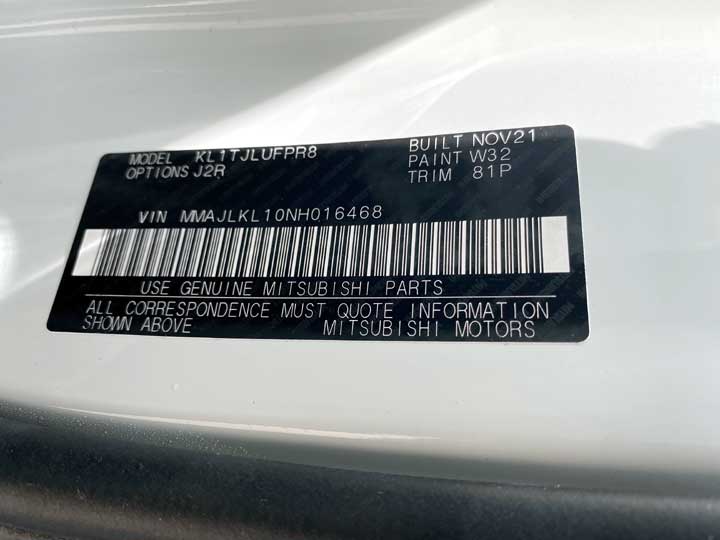 MODEL KL1TJLUFPR8 BUILT NOV21
OPTIONS J2R PAINT W32
TRIM 81P
VIN MMAJLKL10NH016468
USE GENUINE MITSUBISHI PARTS
ALL CORRESPONDENCE MUST QUOTE INFORMATION
SHOWN ABOVE MITSUBISHI MOTORS